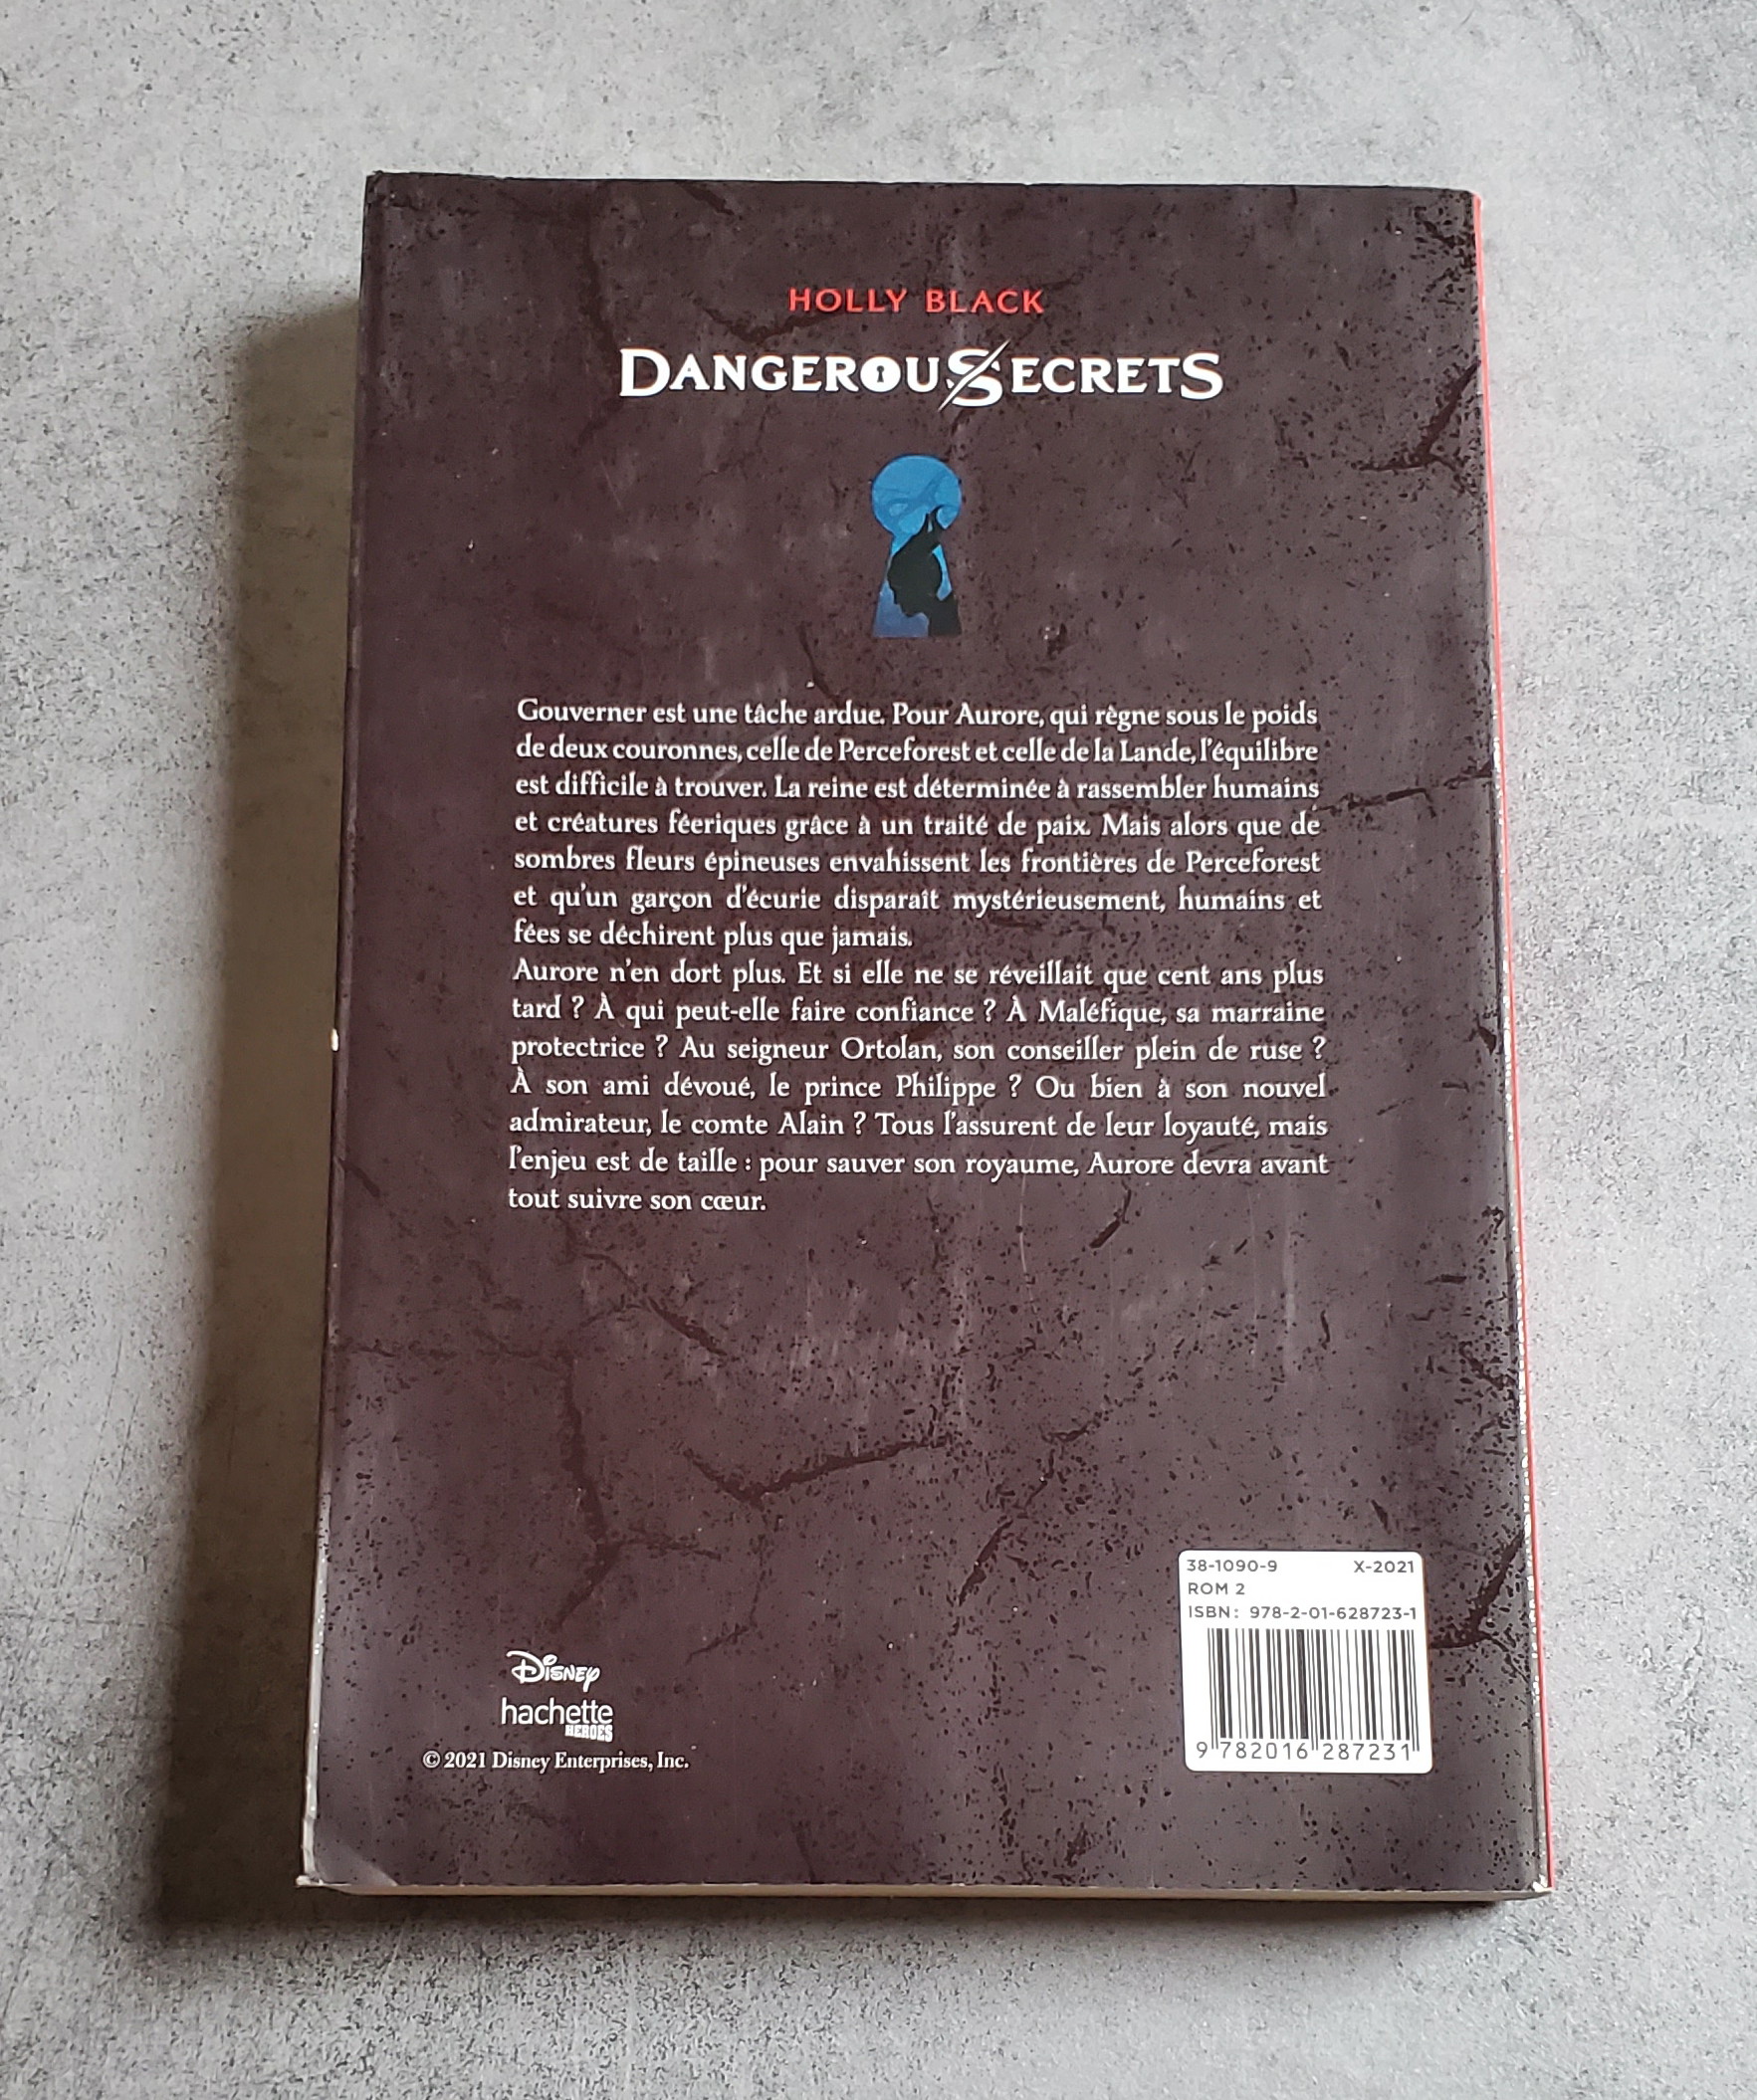 HOLLY BLACK
DANGEROUS SECRETS
Gouverner est une tâche ardue. Pour Aurore, qui règne sous le poids
de deux couronnes, celle de Perceforest et celle de la Lande, l'équilibre
est difficile à trouver. La reine est déterminée à rassembler humains
et créatures féeriques grâce à un traité de paix. Mais alors que de
sombres fleurs épineuses envahissent les frontières de Perceforest
et qu'un garçon d'écurie disparaît mystérieusement, humains et
fées se déchirent plus que jamais.
Aurore n'en dort plus. Et si elle ne se réveillait que cent ans plus
tard ? À qui peut-elle faire confiance ? À Maléfique, sa marraine
protectrice ? Au seigneur Ortolan, son conseiller plein de ruse ?
À son ami dévoué, le prince Philippe ? Ou bien à son nouvel
admirateur, le comte Alain ? Tous l'assurent de leur loyauté, mais
l'enjeu est de taille : pour sauver son royaume, Aurore devra avant
tout suivre son cœur.
38-1090-9 X-2021
ROM 2
ISBN: 978-2-01-628723-1
9 782016 287231
Disney
hachette
HEROES
© 2021 Disney Enterprises, Inc.